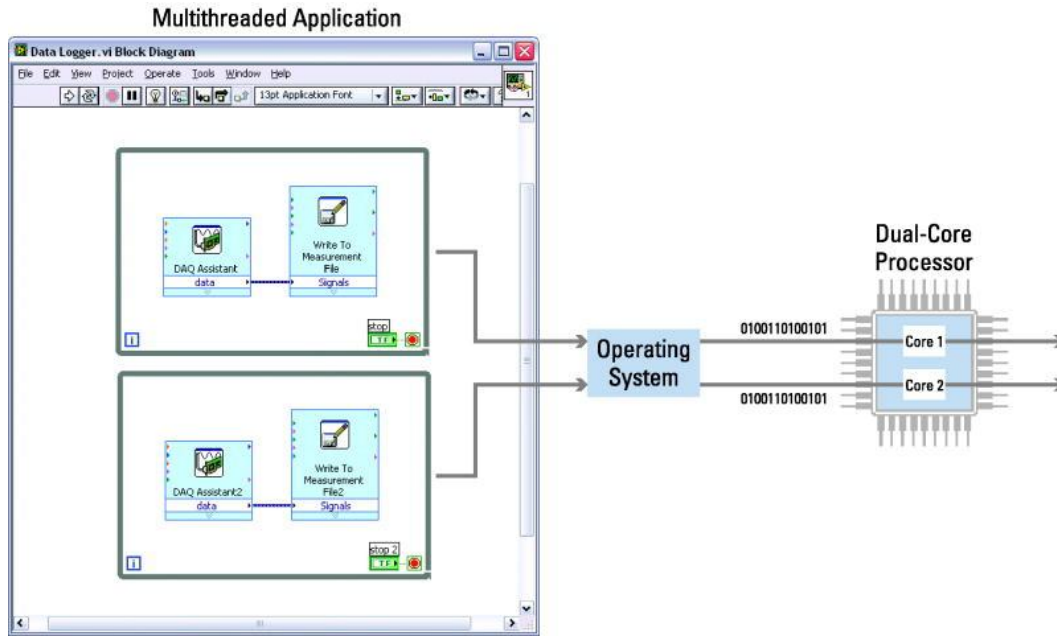 Multithreaded Application
Data Logger.vi Block Diagram
File Edit View Project Operate Tools Window Help
13pt Application Font
1
DAQ Assistant
data
Write To
Measurement
File
Signals
i
stop
TF
DAQ Assistant2
data
Write To
Measurement
File2
Signals
i
stop 2
TF
Operating
System
0100110100101
0100110100101
Dual-Core
Processor
Core 1
Core 2